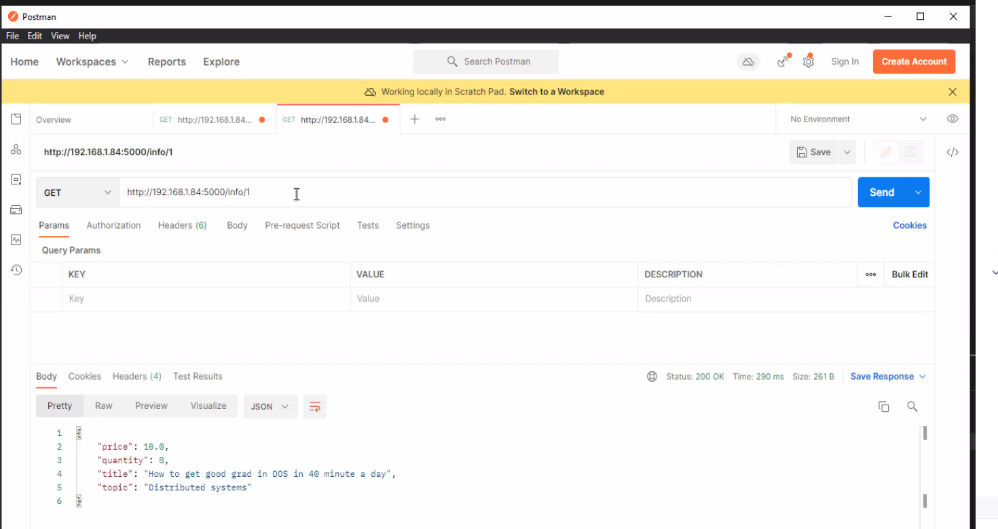 Postman
File Edit View Help
Home Workspaces Reports Explore Search Postman Sign In Create Account
Working locally in Scratch Pad. Switch to a Workspace
Overview GET http://192.168.1.84... GET http://192.168.1.84... No Environment
http://192.168.1.84:5000/info/1 Save
GET http://192.168.1.84:5000/info/1 Send
Params Authorization Headers (6) Body Pre-request Script Tests Settings Cookies
Query Params
KEY VALUE DESCRIPTION Bulk Edit
Key Value Description
Body Cookies Headers (4) Test Results Status: 200 OK Time: 290 ms Size: 261 B Save Response
Pretty Raw Preview Visualize JSON
1 {
2 "price": 10.0,
3 "quantity": 8,
4 "title": "How to get good grad in DOS in 40 minute a day",
5 "topic": "Distributed systems"
6 }